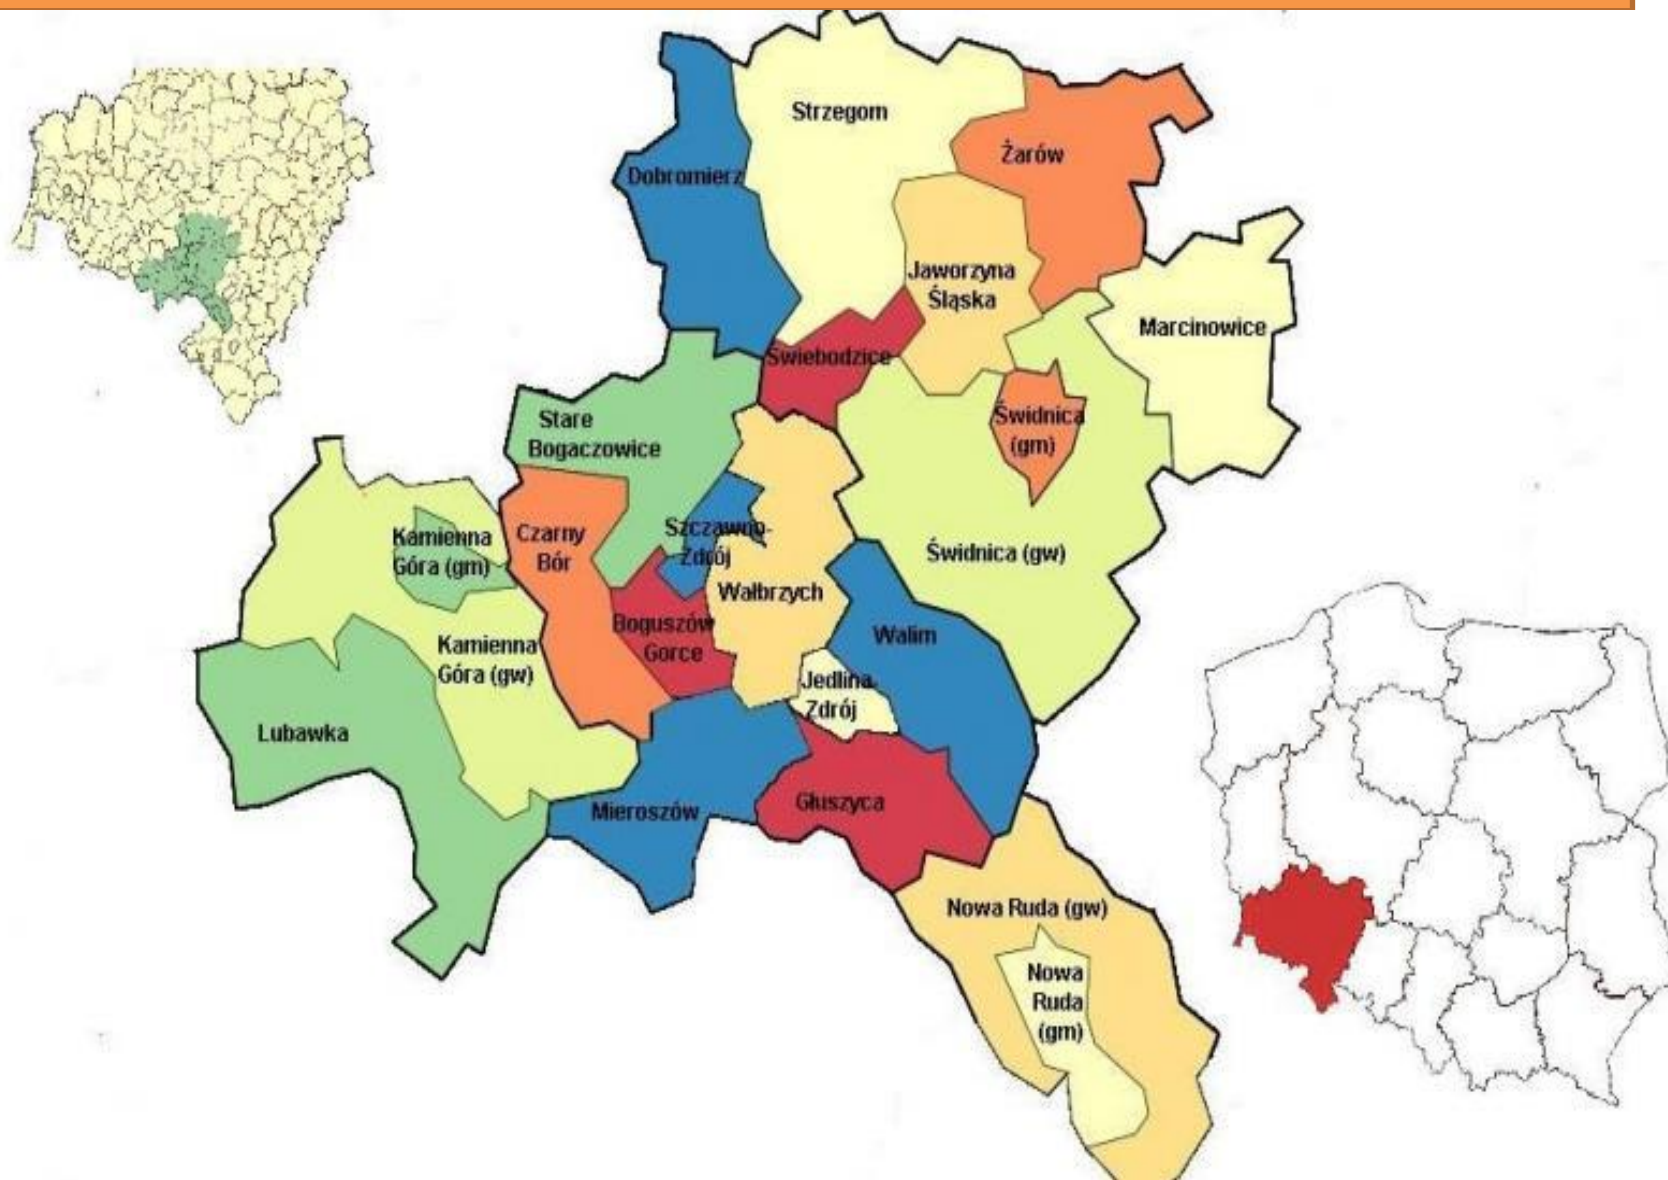 Strzegom
Żarów
Dobromierz
Jaworzyna
Śląska
Marcinowice
Świebodzice
Świdnica
(gm)
Stare
Bogaczowice
Kamienna
Góra (gm)
Czarny
Bór
Szczawno-
Zdrój
Świdnica (gw)
Wałbrzych
Boguszów
Gorce
Walim
Kamienna
Góra (gw)
Jedlina
Zdrój
Lubawka
Mieroszów
Głuszyca
Nowa Ruda (gw)
Nowa
Ruda
(gm)